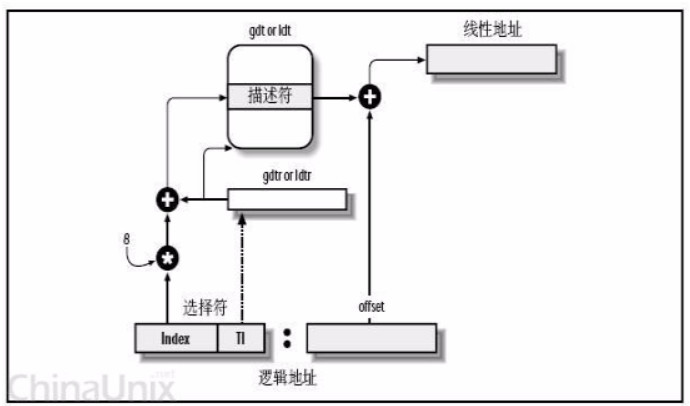 gdt or ldt
线性地址
描述符
gdtr or ldtr
8
选择符
offset
Index
TI
:
逻辑地址
ChinaUnix.net